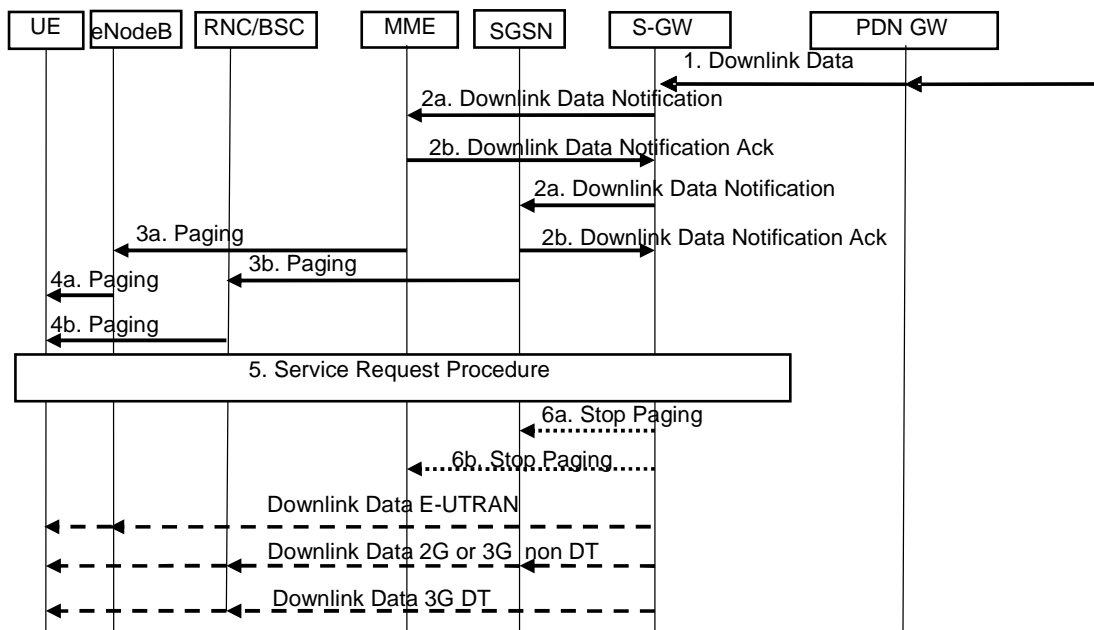 UE
eNodeB
RNC/BSC
MME
SGSN
S-GW
PDN GW
1. Downlink Data
2a. Downlink Data Notification
2b. Downlink Data Notification Ack
2a. Downlink Data Notification
3a. Paging
2b. Downlink Data Notification Ack
3b. Paging
4a. Paging
4b. Paging
5. Service Request Procedure
6a. Stop Paging
6b. Stop Paging
Downlink Data E-UTRAN
Downlink Data 2G or 3G non DT
Downlink Data 3G DT